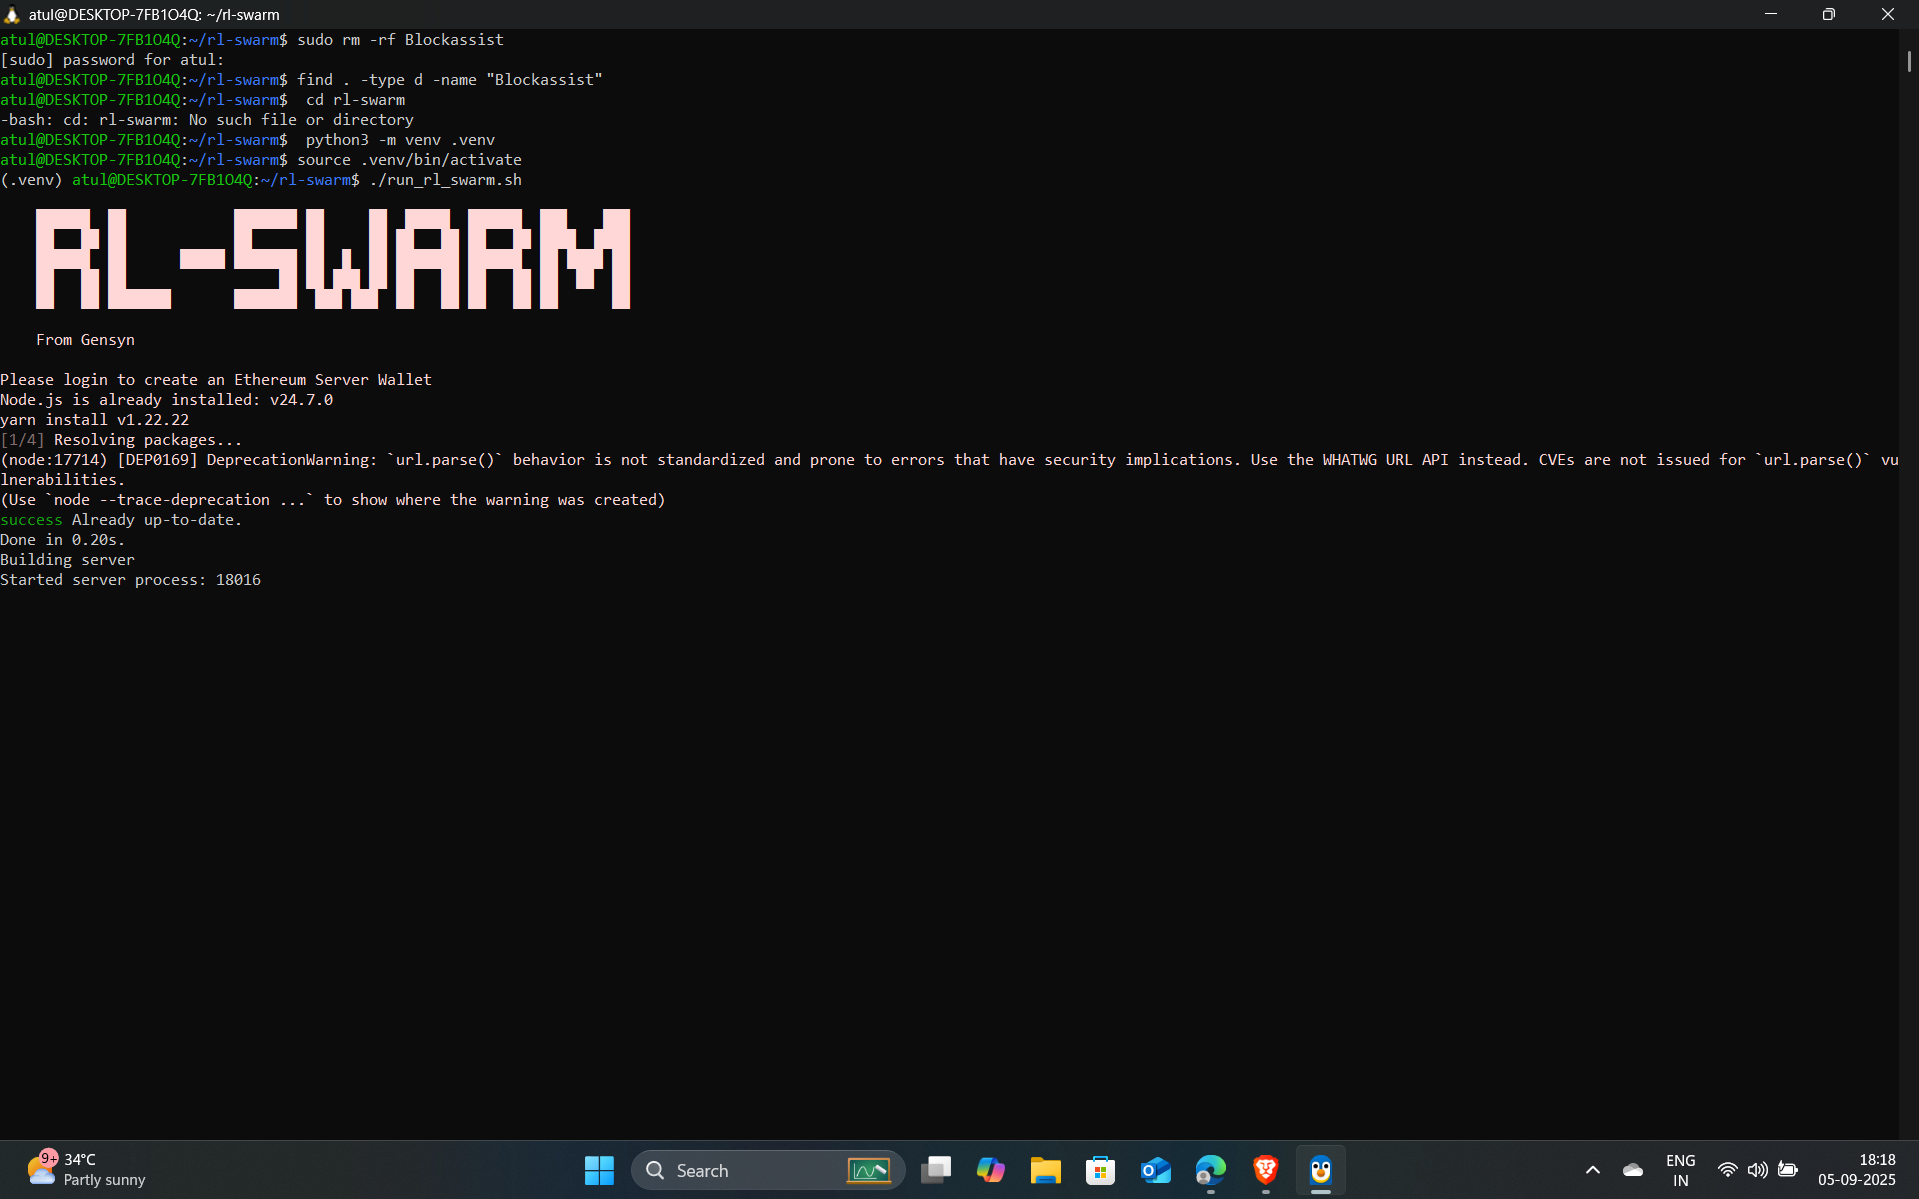 atul@DESKTOP-7FB1O4Q: ~/rl-swarm
atul@DESKTOP-7FB1O4Q:~/rl-swarm$ sudo rm -rf Blockassist
[sudo] password for atul:
atul@DESKTOP-7FB1O4Q:~/rl-swarm$ find . -type d -name "Blockassist"
atul@DESKTOP-7FB1O4Q:~/rl-swarm$  cd rl-swarm
-bash: cd: rl-swarm: No such file or directory
atul@DESKTOP-7FB1O4Q:~/rl-swarm$  python3 -m venv .venv
atul@DESKTOP-7FB1O4Q:~/rl-swarm$ source .venv/bin/activate
(.venv) atul@DESKTOP-7FB1O4Q:~/rl-swarm$ ./run_rl_swarm.sh
RL-SWARM
From Gensyn
Please login to create an Ethereum Server Wallet
Node.js is already installed: v24.7.0
yarn install v1.22.22
[1/4] Resolving packages...
(node:17714) [DEP0169] DeprecationWarning: `url.parse()` behavior is not standardized and prone to errors that have security implications. Use the WHATWG URL API instead. CVEs are not issued for `url.parse()` vu
lnerabilities.
(Use `node --trace-deprecation ...` to show where the warning was created)
success Already up-to-date.
Done in 0.20s.
Building server
Started server process: 18016
9+
34°C
Partly sunny
Search
ENG
IN
18:18
05-09-2025